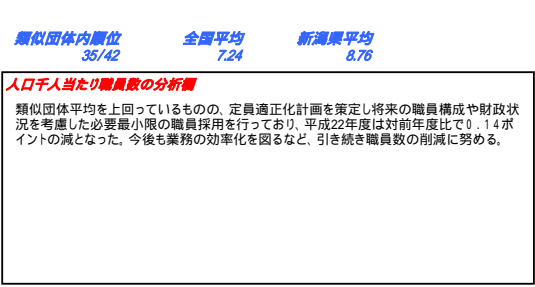 類似団体内順位 全国平均 新潟県平均
35/42 7.24 8.76
人口千人当たり職員数の分析欄
類似団体平均を上回っているものの、定員適正化計画を策定し将来の職員構成や財政状
況を考慮した必要最小限の職員採用を行っており、平成22年度は対前年度比で０．１４ポ
イントの減となった。今後も業務の効率化を図るなど、引き続き職員数の削減に努める。